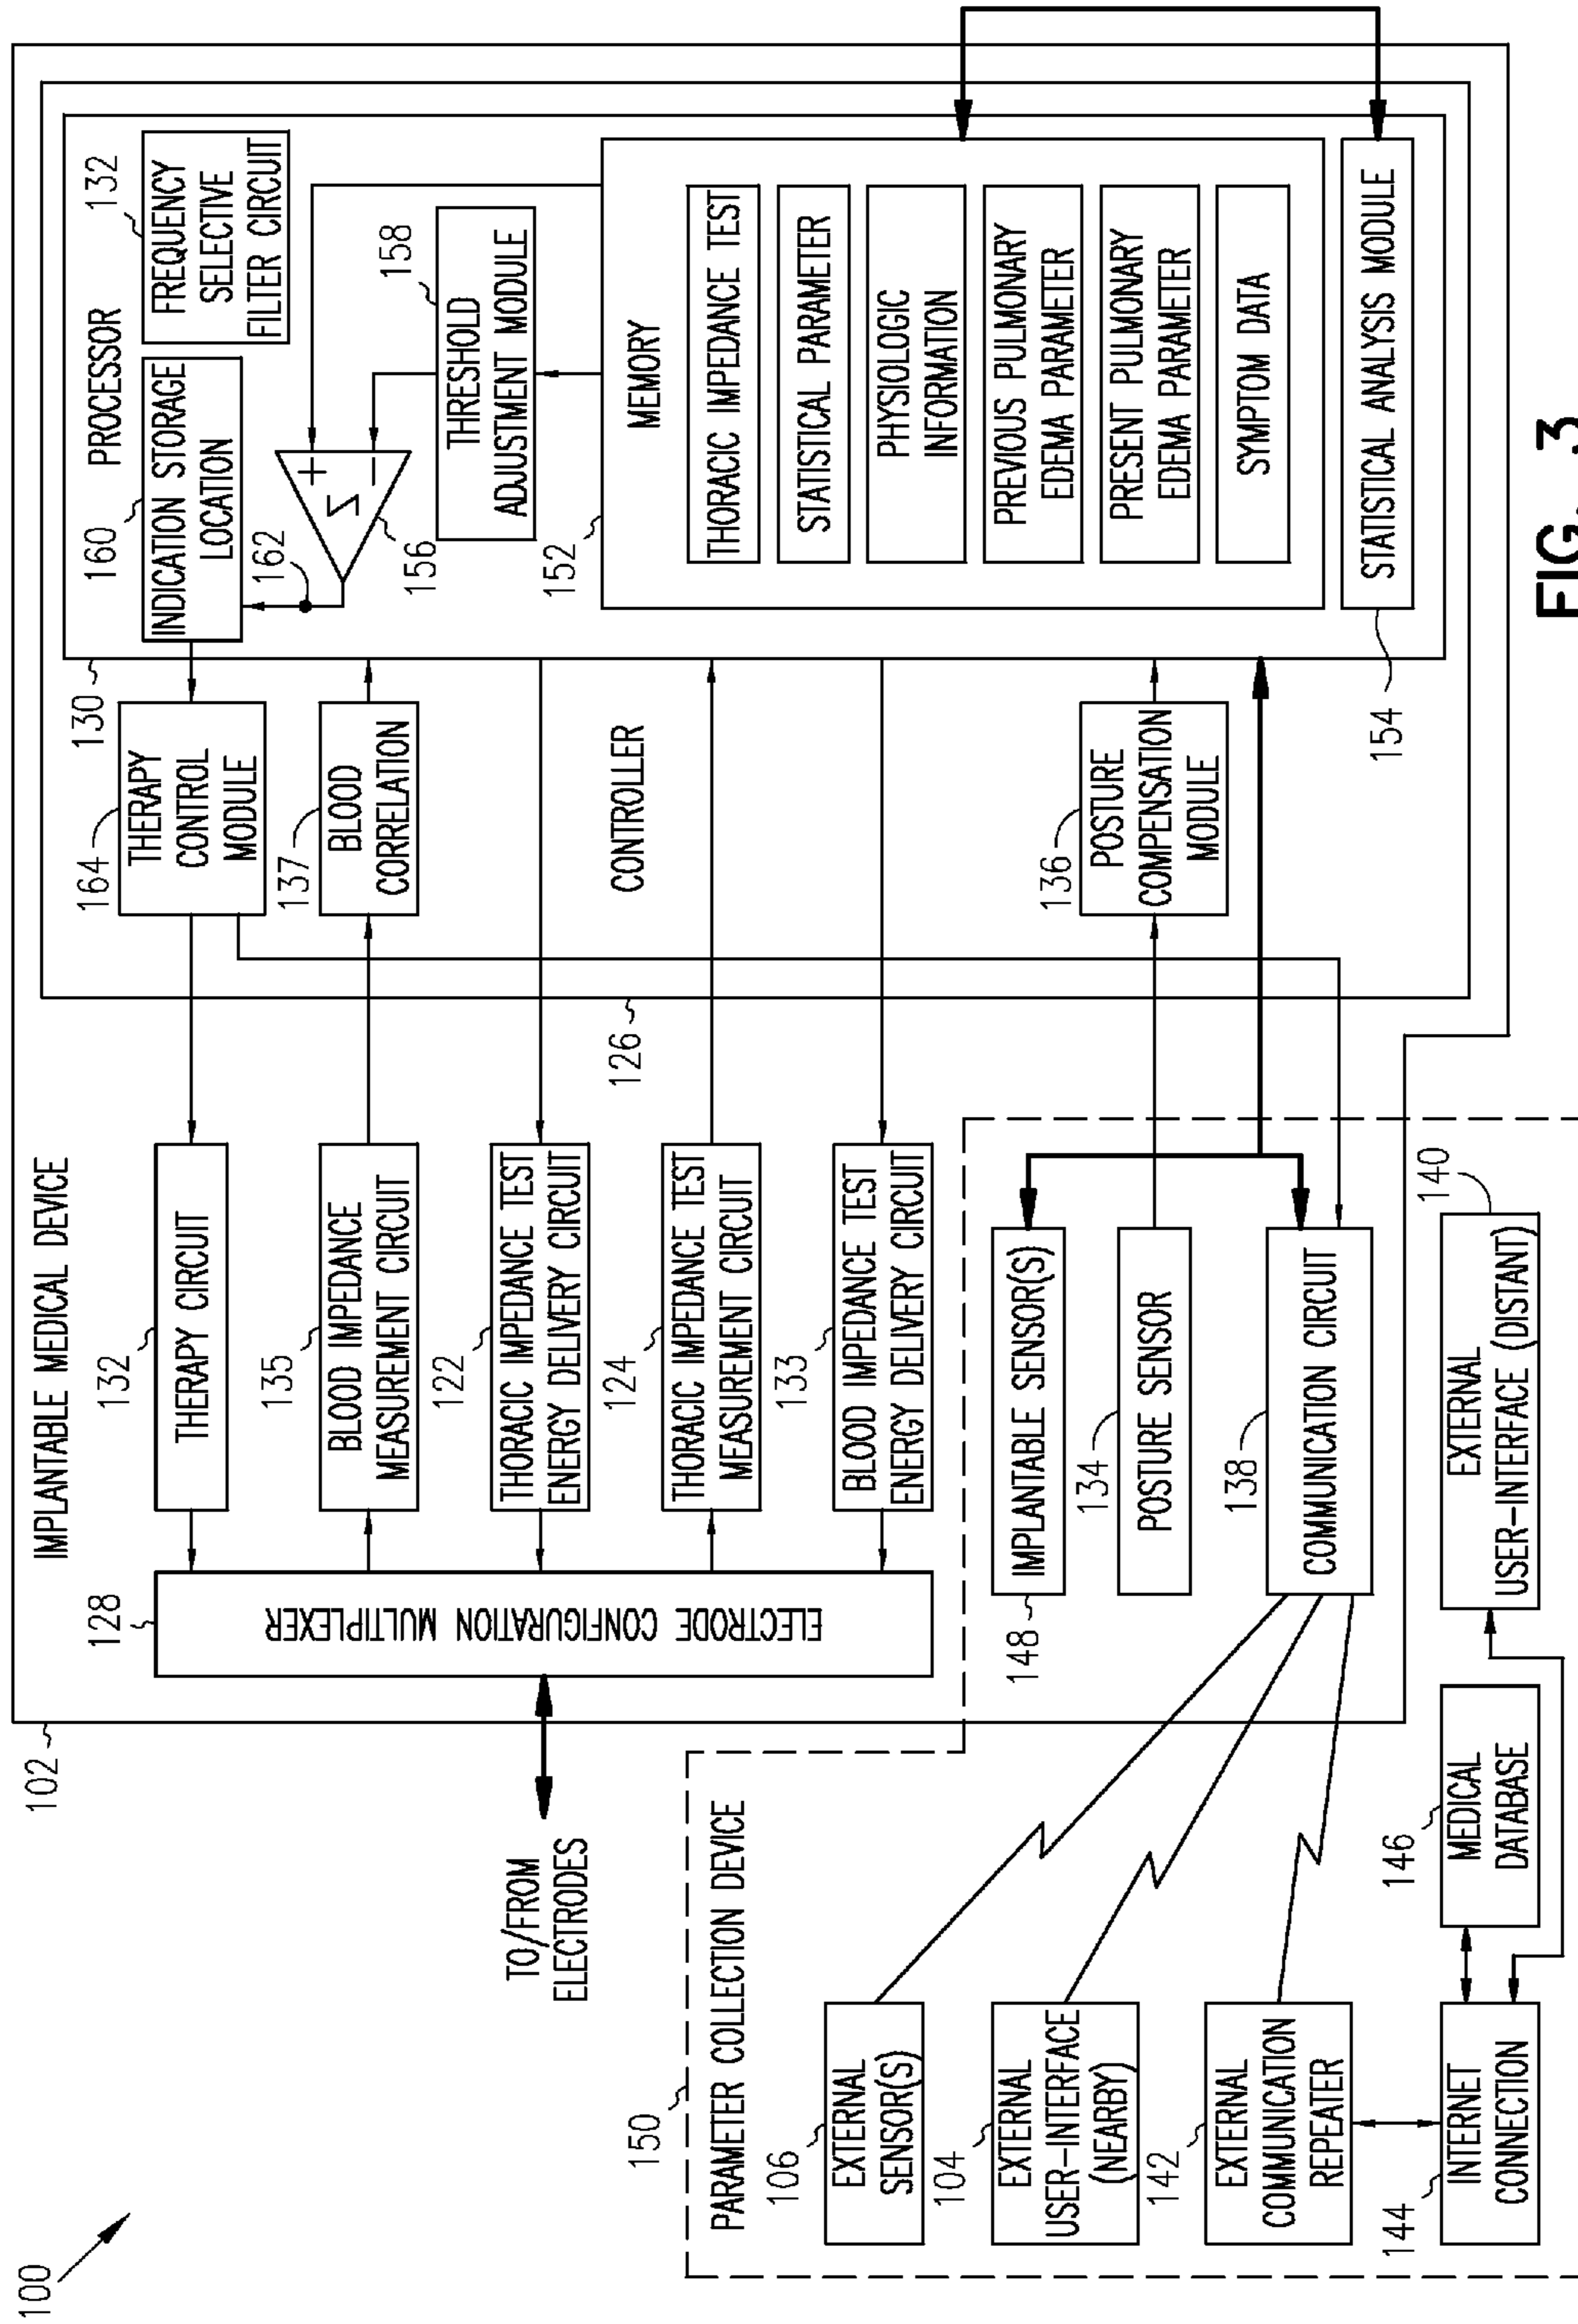 100
102
IMPLANTABLE MEDICAL DEVICE
128
ELECTRODE CONFIGURATION MULTIPLEXER
TO/FROM
ELECTRODES
132
THERAPY CIRCUIT
135
BLOOD IMPEDANCE
MEASUREMENT CIRCUIT
122
THORACIC IMPEDANCE TEST
ENERGY DELIVERY CIRCUIT
124
THORACIC IMPEDANCE TEST
MEASUREMENT CIRCUIT
133
BLOOD IMPEDANCE TEST
ENERGY DELIVERY CIRCUIT
126
CONTROLLER
164
THERAPY
CONTROL
MODULE
137
BLOOD
CORRELATION
136
POSTURE
COMPENSATION
MODULE
130
PROCESSOR
160
INDICATION STORAGE
LOCATION
132
FREQUENCY
SELECTIVE
FILTER CIRCUIT
162
+
−
156
158
THRESHOLD
ADJUSTMENT MODULE
152
MEMORY
THORACIC IMPEDANCE TEST
STATISTICAL PARAMETER
PHYSIOLOGIC
INFORMATION
PREVIOUS PULMONARY
EDEMA PARAMETER
PRESENT PULMONARY
EDEMA PARAMETER
SYMPTOM DATA
154
STATISTICAL ANALYSIS MODULE
150
PARAMETER COLLECTION DEVICE
148
IMPLANTABLE SENSOR(S)
134
POSTURE SENSOR
138
COMMUNICATION CIRCUIT
106
EXTERNAL
SENSOR(S)
104
EXTERNAL
USER-INTERFACE
(NEARBY)
142
EXTERNAL
COMMUNICATION
REPEATER
144
INTERNET
CONNECTION
146
MEDICAL
DATABASE
140
EXTERNAL
USER-INTERFACE (DISTANT)
FIG. 3